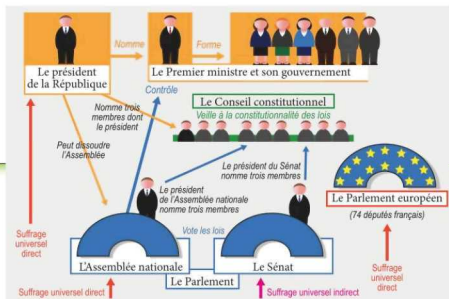 Nomme
Forme
Le président
de la République
Le Premier ministre et son gouvernement
Contrôle
Nomme trois
membres dont
le président
Le Conseil constitutionnel
Veille à la constitutionnalité des lois
Peut dissoudre
l'Assemblée
Le président du Sénat
nomme trois membres
Le président
de l'Assemblée nationale
nomme trois membres
Le Parlement européen
(74 députés français)
Suffrage
universel
direct
Vote les lois
L'Assemblée nationale
Le Sénat
Le Parlement
Suffrage universel direct
Suffrage universel indirect
Suffrage
universel
direct